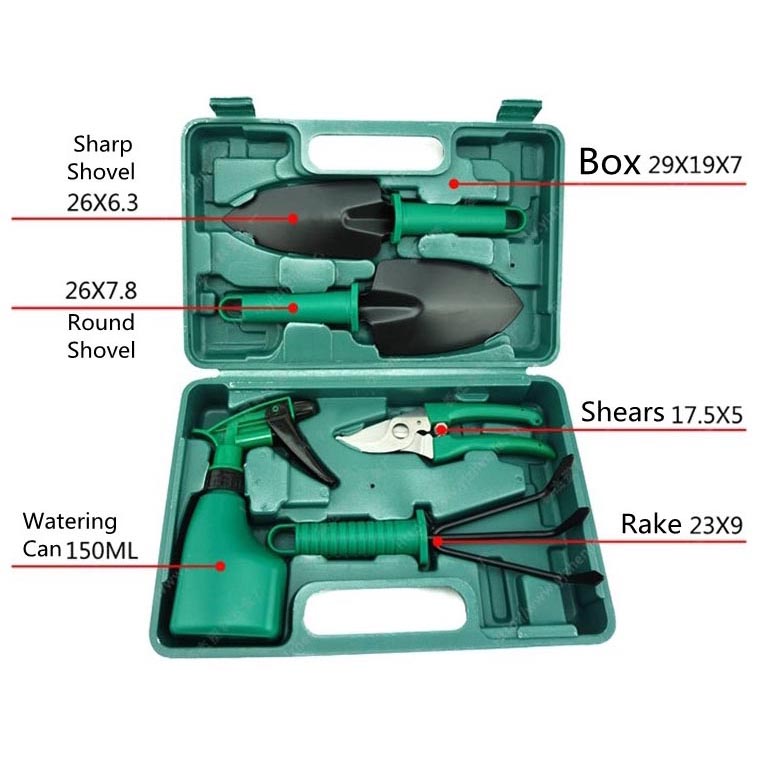 Sharp
Shovel
26X6.3
Box 29X19X7
26X7.8
Round
Shovel
Shears 17.5X5
Watering
Can 150ML
Rake 23X9